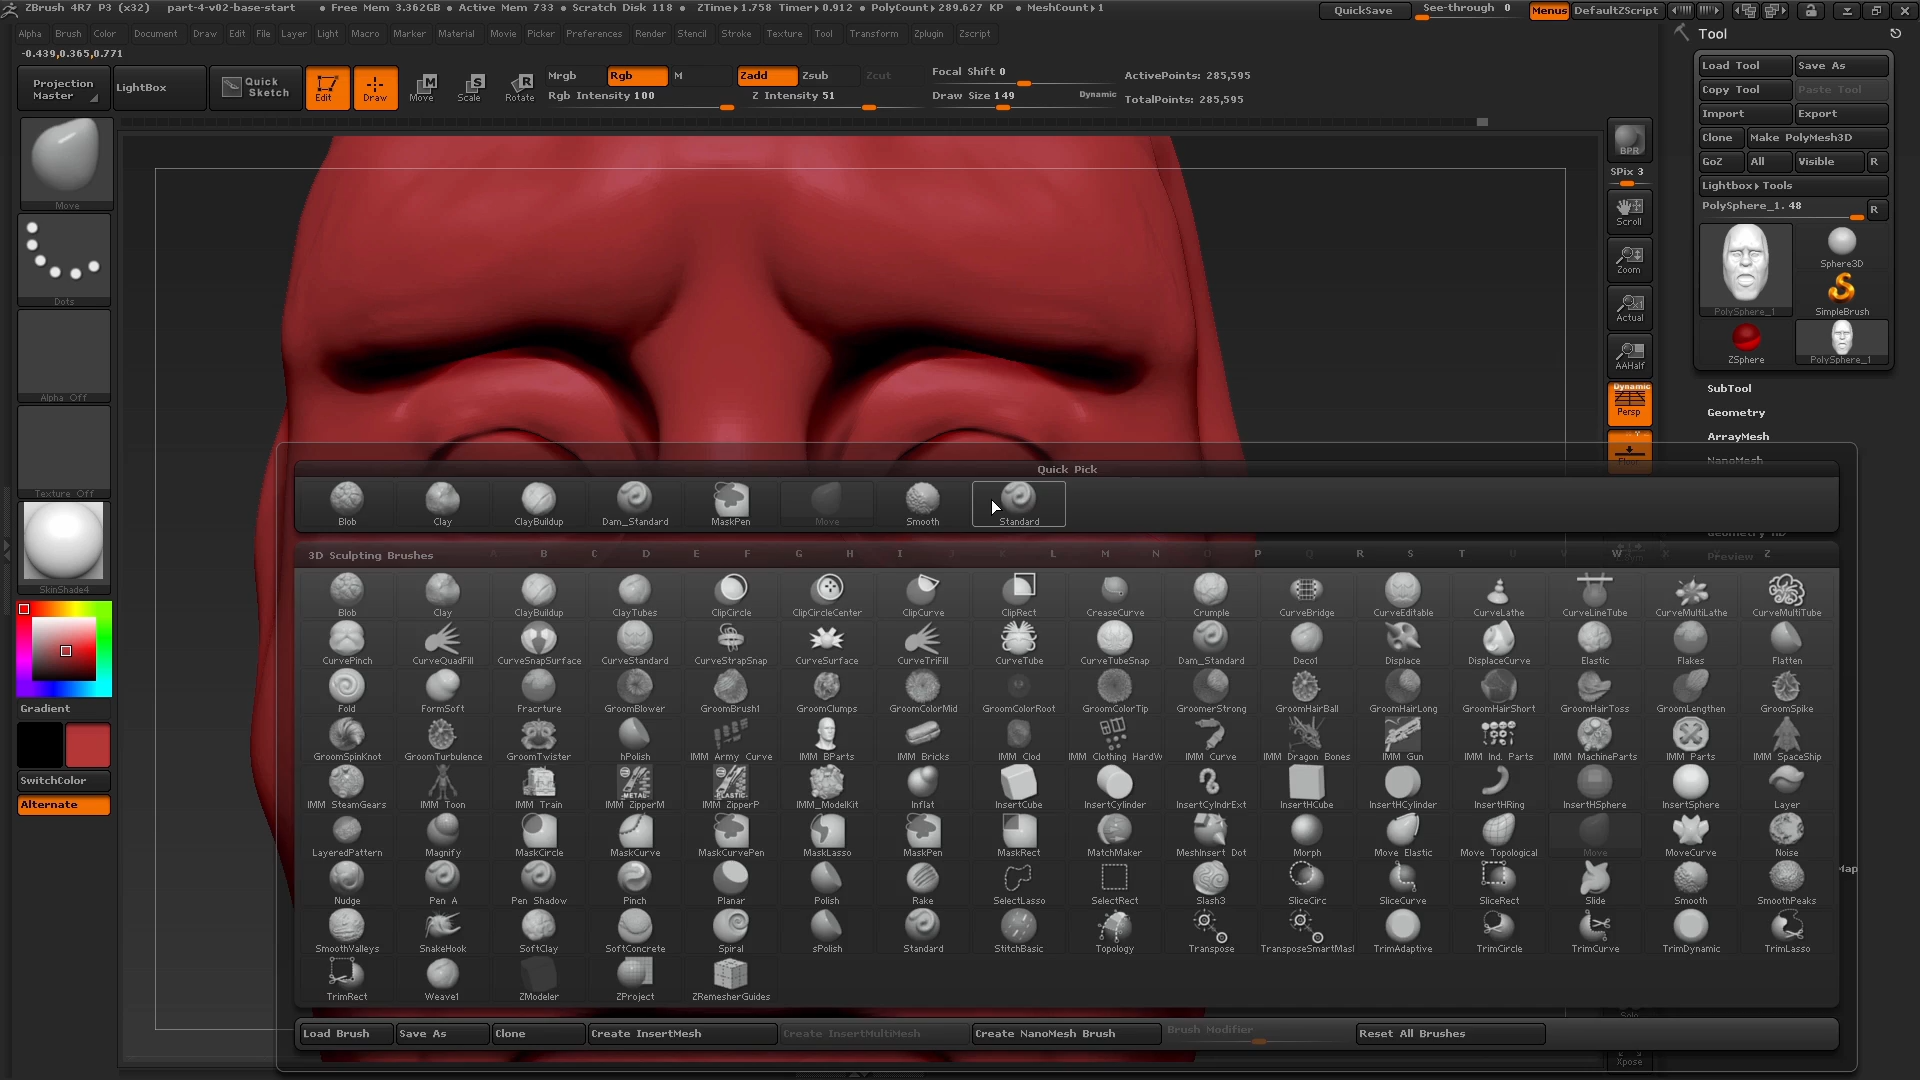 ZBrush 4R7 P3 (x32) part-4-v02-base-start • Free Mem 3.362GB • Active Mem 733 • Scratch Disk 118 • ZTime▸1.758 Timer▸0.912 • PolyCount▸289.627 KP • MeshCount▸1 QuickSave See-through 0 Menus DefaultZScript
Alpha Brush Color Document Draw Edit File Layer Light Macro Marker Material Movie Picker Preferences Render Stencil Stroke Texture Tool Transform Zplugin Zscript
-0.439,0.365,0.771
Projection Master
LightBox
Quick Sketch
Edit Draw Move Scale Rotate
Mrgb Rgb M Zadd Zsub Zcut
Rgb Intensity 100 Z Intensity 51
Focal Shift 0
Draw Size 149 Dynamic
ActivePoints: 285,595
TotalPoints: 285,595
Move
Dots
Alpha Off
Texture Off
SkinShade4
Gradient
SwitchColor
Alternate
BPR
SPix 3
Scroll
Zoom
Actual
AAHalf
Dynamic
Persp
Floor
Tool
Load Tool Save As
Copy Tool Paste Tool
Import Export
Clone Make PolyMesh3D
GoZ All Visible R
Lightbox▸Tools
PolySphere_1. 48 R
PolySphere_1 Sphere3D
SimpleBrush
ZSphere PolySphere_1
SubTool
Geometry
ArrayMesh
NanoMesh
Geometry HD
Preview
Map
Quick Pick
Blob Clay ClayBuildup Dam_Standard MaskPen Move Smooth Standard
3D Sculpting Brushes A B C D E F G H I J K L M N O P Q R S T U V W X Z
Blob Clay ClayBuildup ClayTubes ClipCircle ClipCircleCenter ClipCurve ClipRect CreaseCurve Crumple CurveBridge CurveEditable CurveLathe CurveLineTube CurveMultiLathe CurveMultiTube
CurvePinch CurveQuadFill CurveSnapSurface CurveStandard CurveStrapSnap CurveSurface CurveTriFill CurveTube CurveTubeSnap Dam_Standard Deco1 Displace DisplaceCurve Elastic Flakes Flatten
Fold FormSoft Fracrture GroomBlower GroomBrush1 GroomClumps GroomColorMid GroomColorRoot GroomColorTip GroomerStrong GroomHairBall GroomHairLong GroomHairShort GroomHairToss GroomLengthen GroomSpike
GroomSpinKnot GroomTurbulence GroomTwister hPolish IMM Army Curve IMM BParts IMM Bricks IMM Clod IMM Clothing HardW IMM Curve IMM Dragon Bones IMM Gun IMM Ind. Parts IMM MachineParts IMM Parts IMM SpaceShip
IMM SteamGears IMM Toon IMM Train IMM ZipperM IMM ZipperP IMM_ModelKit Inflat InsertCube InsertCylinder InsertCylndrExt InsertHCube InsertHCylinder InsertHRing InsertHSphere InsertSphere Layer
LayeredPattern Magnify MaskCircle MaskCurve MaskCurvePen MaskLasso MaskPen MaskRect MatchMaker MeshInsert Dot Morph Move Elastic Move Topological Move MoveCurve Noise
Nudge Pen A Pen Shadow Pinch Planar Polish Rake SelectLasso SelectRect Slash3 SliceCirc SliceCurve SliceRect Slide Smooth SmoothPeaks
SmoothValleys SnakeHook SoftClay SoftConcrete Spiral sPolish Standard StitchBasic Topology Transpose TransposeSmartMasl TrimAdaptive TrimCircle TrimCurve TrimDynamic TrimLasso
TrimRect Weave1 ZModeler ZProject ZRemesherGuides
Load Brush Save As Clone Create InsertMesh Create InsertMultiMesh Create NanoMesh Brush Brush Modifier Reset All Brushes
Solo
Xpose